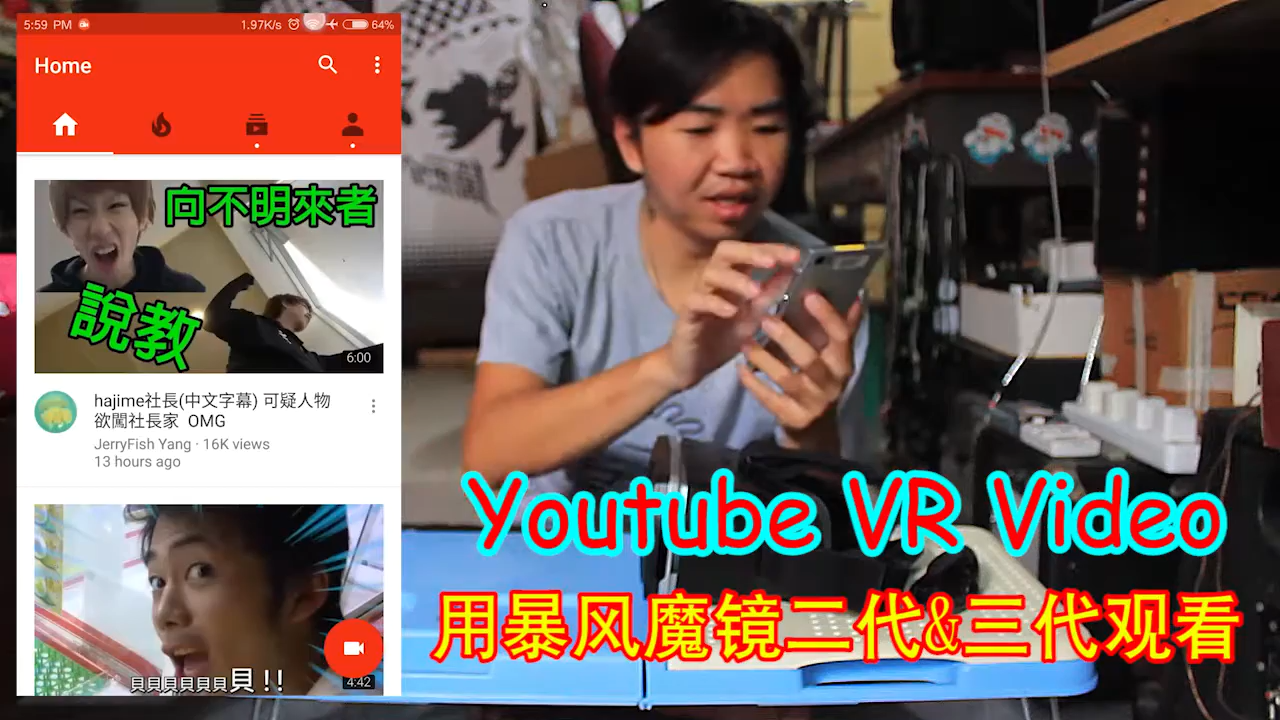 5:59 PM
1.97K/s
64%
Home
向不明來者
說教
6:00
hajime社長(中文字幕) 可疑人物
欲闖社長家 OMG
JerryFish Yang · 16K views
13 hours ago
貝貝貝貝貝貝貝!!
4:42
Youtube VR Video
用暴风魔镜二代&三代观看